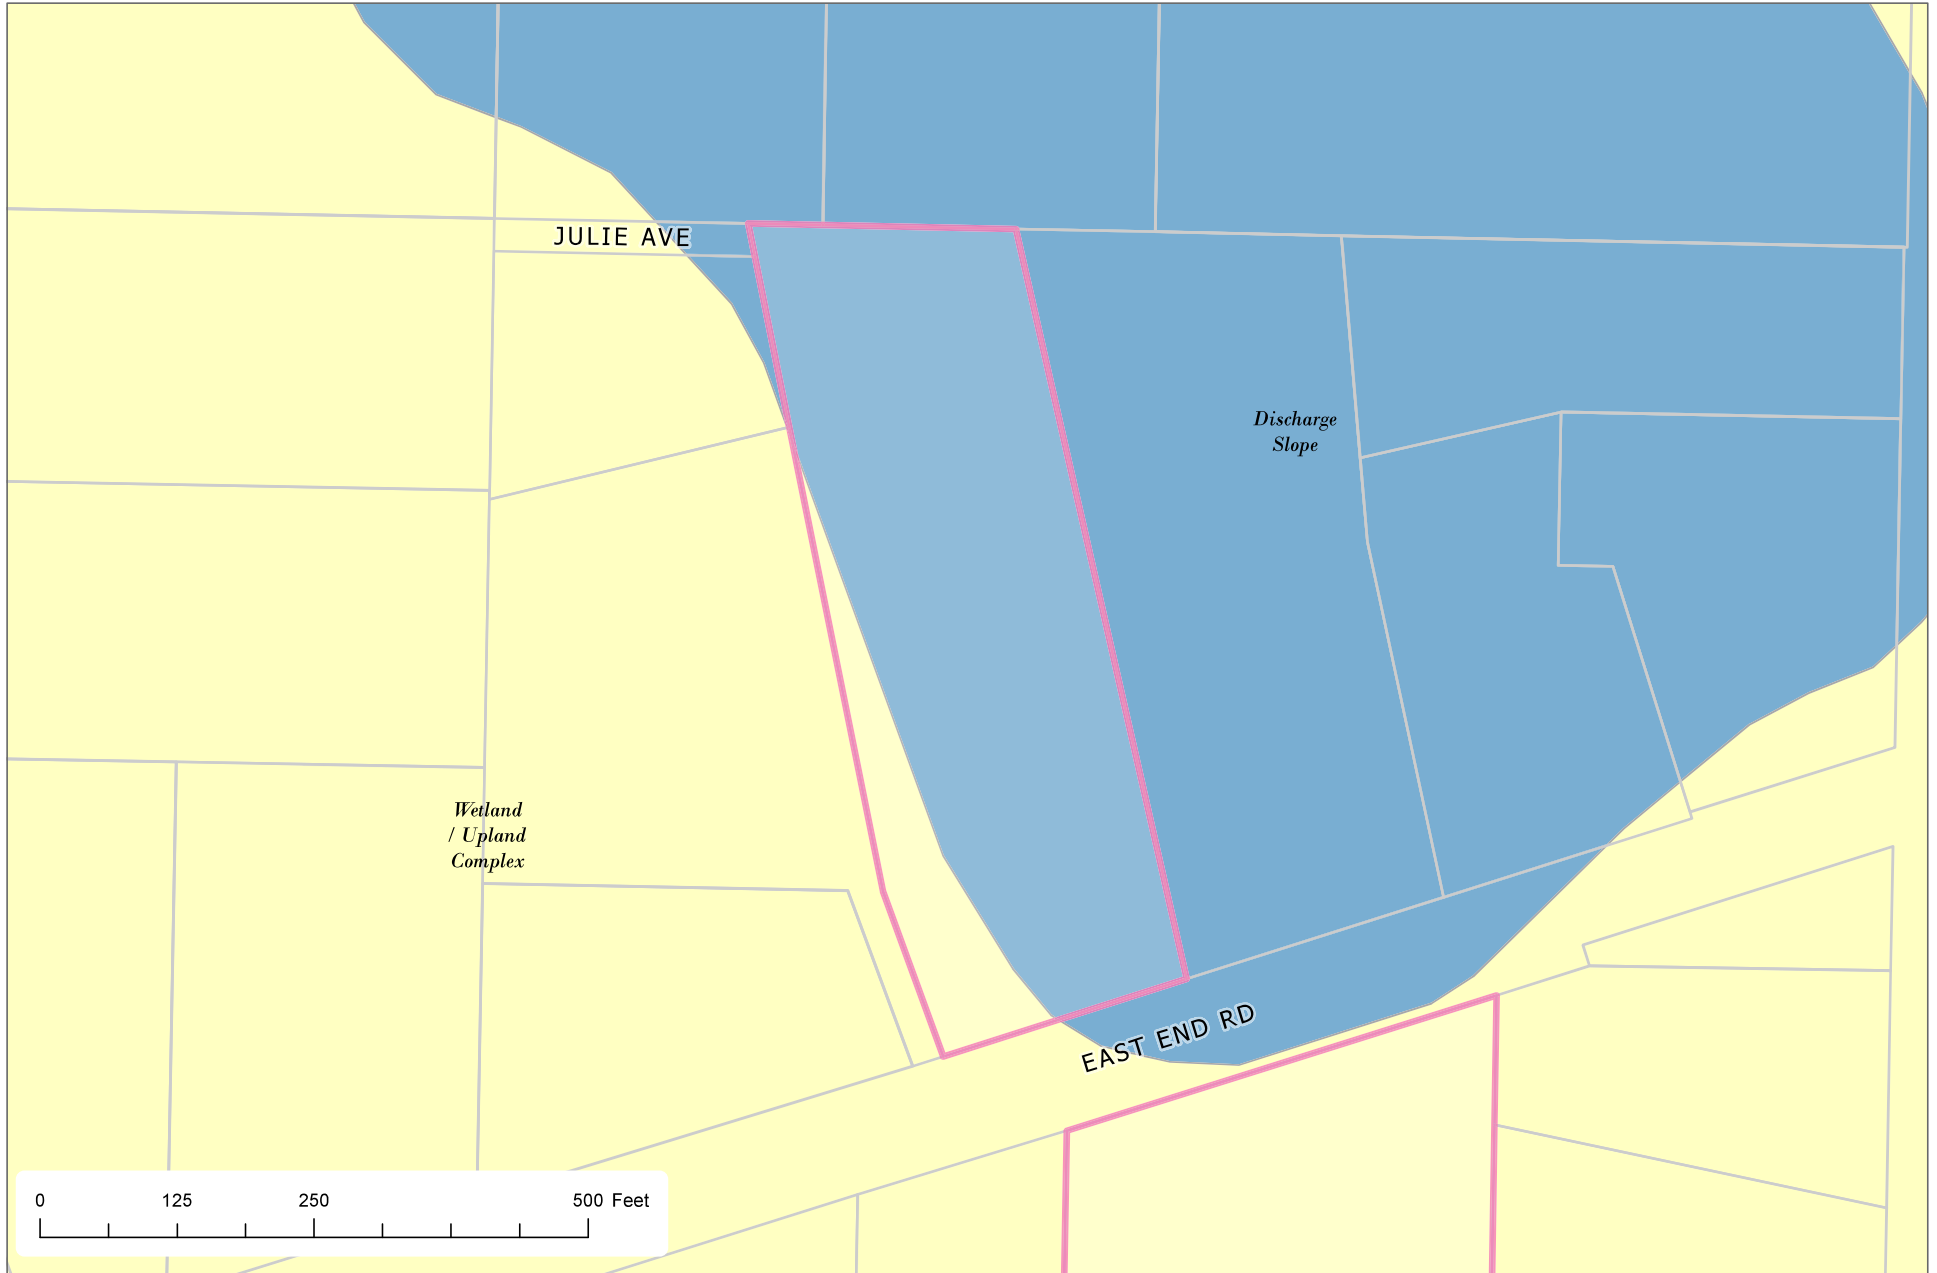 JULIE AVE
Discharge
Slope
Wetland
/ Upland
Complex
EAST END RD
0 125 250 500 Feet